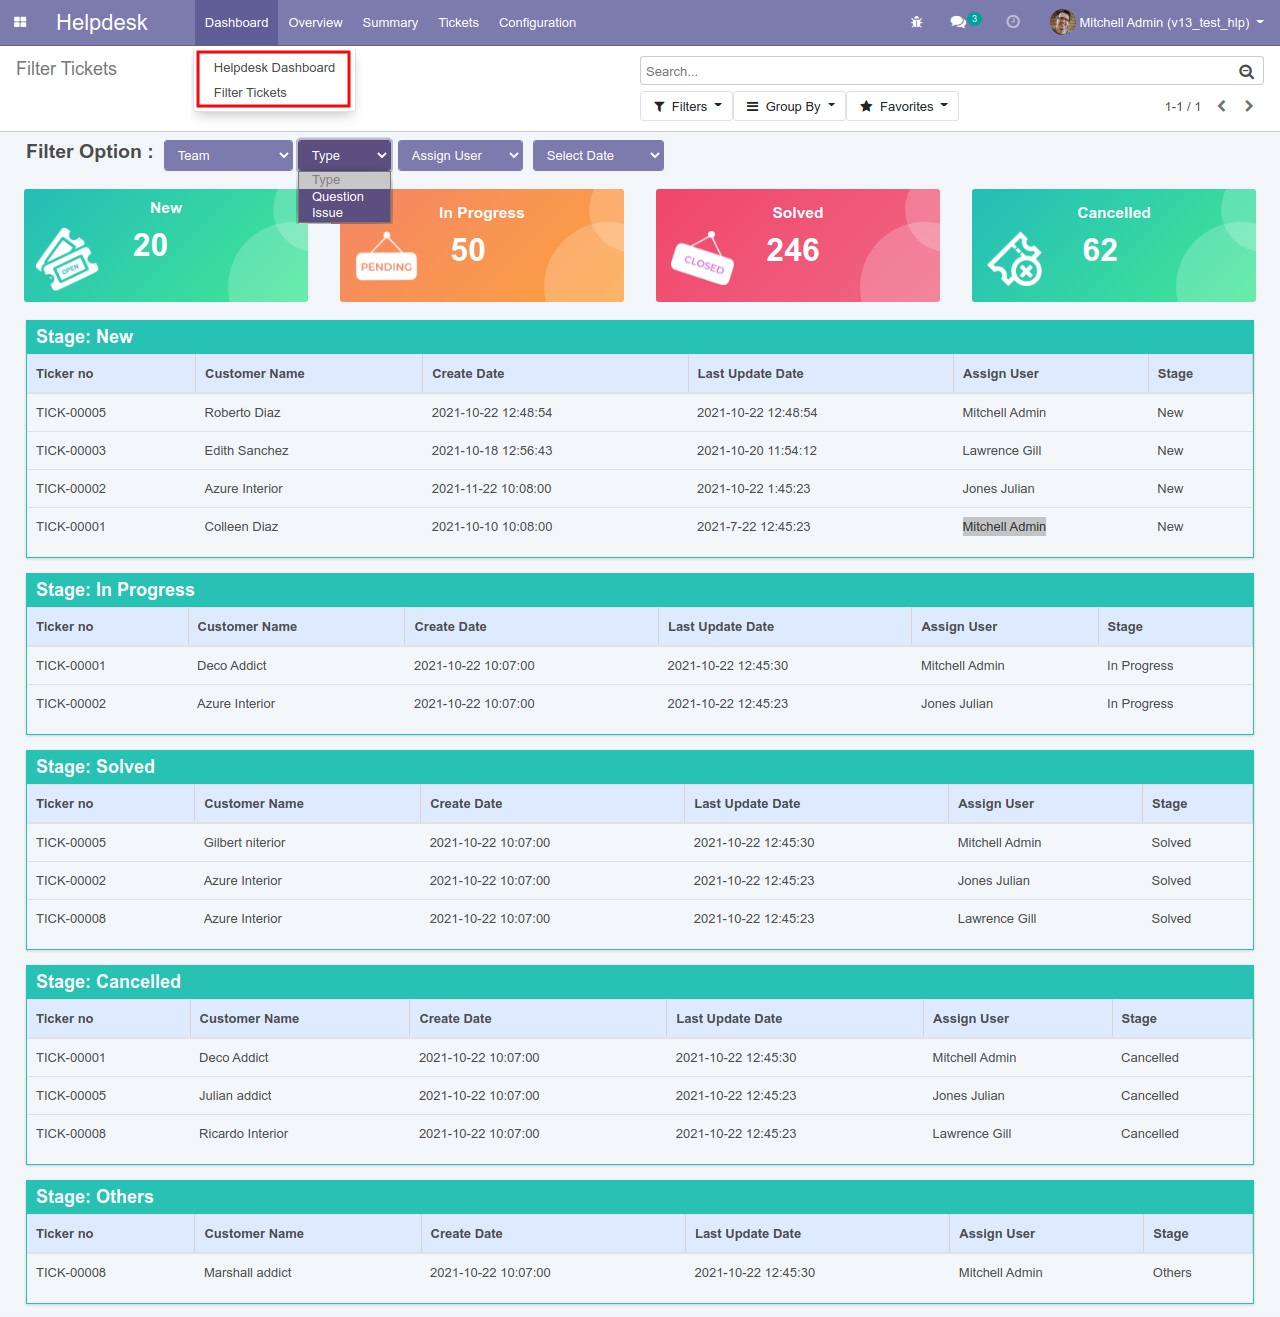 Helpdesk Dashboard Overview Summary Tickets Configuration 3 Mitchell Admin (v13_test_hlp)
Filter Tickets
Helpdesk Dashboard
Filter Tickets
Search...
Filters Group By Favorites 1-1 / 1
Filter Option : Team Type Assign User Select Date
Type
Question
Issue
New
20
OPEN
In Progress
50
PENDING
Solved
246
CLOSED
Cancelled
62
Stage: New
Ticker no Customer Name Create Date Last Update Date Assign User Stage
TICK-00005 Roberto Diaz 2021-10-22 12:48:54 2021-10-22 12:48:54 Mitchell Admin New
TICK-00003 Edith Sanchez 2021-10-18 12:56:43 2021-10-20 11:54:12 Lawrence Gill New
TICK-00002 Azure Interior 2021-11-22 10:08:00 2021-10-22 1:45:23 Jones Julian New
TICK-00001 Colleen Diaz 2021-10-10 10:08:00 2021-7-22 12:45:23 Mitchell Admin New
Stage: In Progress
Ticker no Customer Name Create Date Last Update Date Assign User Stage
TICK-00001 Deco Addict 2021-10-22 10:07:00 2021-10-22 12:45:30 Mitchell Admin In Progress
TICK-00002 Azure Interior 2021-10-22 10:07:00 2021-10-22 12:45:23 Jones Julian In Progress
Stage: Solved
Ticker no Customer Name Create Date Last Update Date Assign User Stage
TICK-00005 Gilbert niterior 2021-10-22 10:07:00 2021-10-22 12:45:30 Mitchell Admin Solved
TICK-00002 Azure Interior 2021-10-22 10:07:00 2021-10-22 12:45:23 Jones Julian Solved
TICK-00008 Azure Interior 2021-10-22 10:07:00 2021-10-22 12:45:23 Lawrence Gill Solved
Stage: Cancelled
Ticker no Customer Name Create Date Last Update Date Assign User Stage
TICK-00001 Deco Addict 2021-10-22 10:07:00 2021-10-22 12:45:30 Mitchell Admin Cancelled
TICK-00005 Julian addict 2021-10-22 10:07:00 2021-10-22 12:45:23 Jones Julian Cancelled
TICK-00008 Ricardo Interior 2021-10-22 10:07:00 2021-10-22 12:45:23 Lawrence Gill Cancelled
Stage: Others
Ticker no Customer Name Create Date Last Update Date Assign User Stage
TICK-00008 Marshall addict 2021-10-22 10:07:00 2021-10-22 12:45:30 Mitchell Admin Others